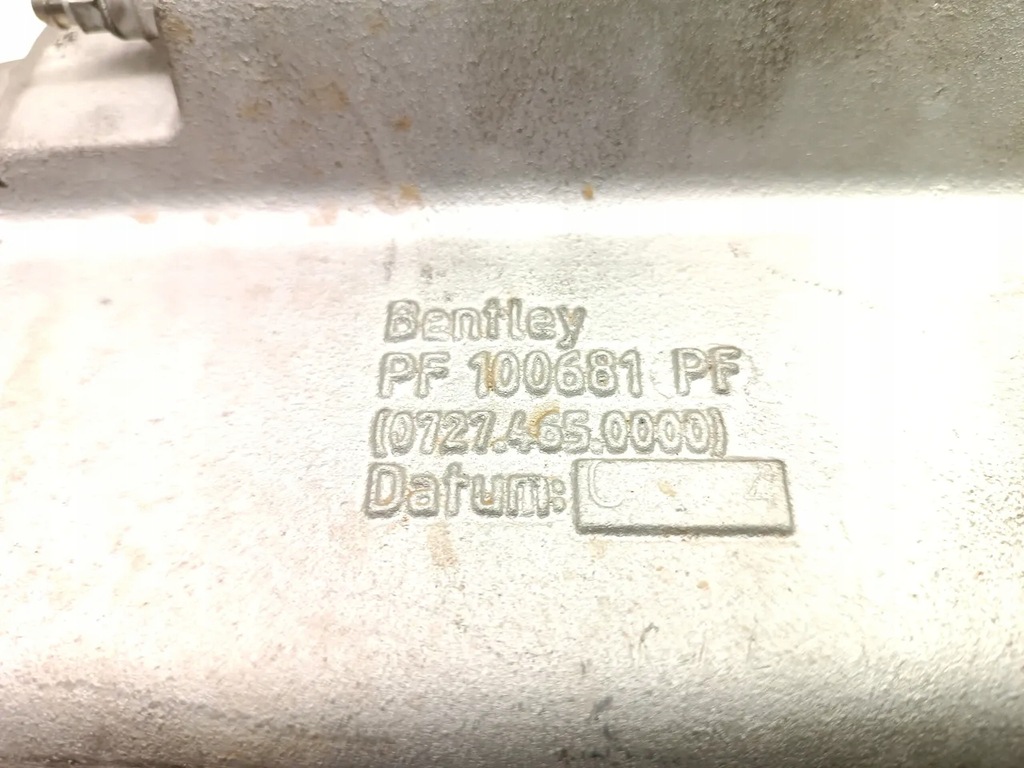 Bentley
PF 100681 PF
(0727.465.0000)
Datum: